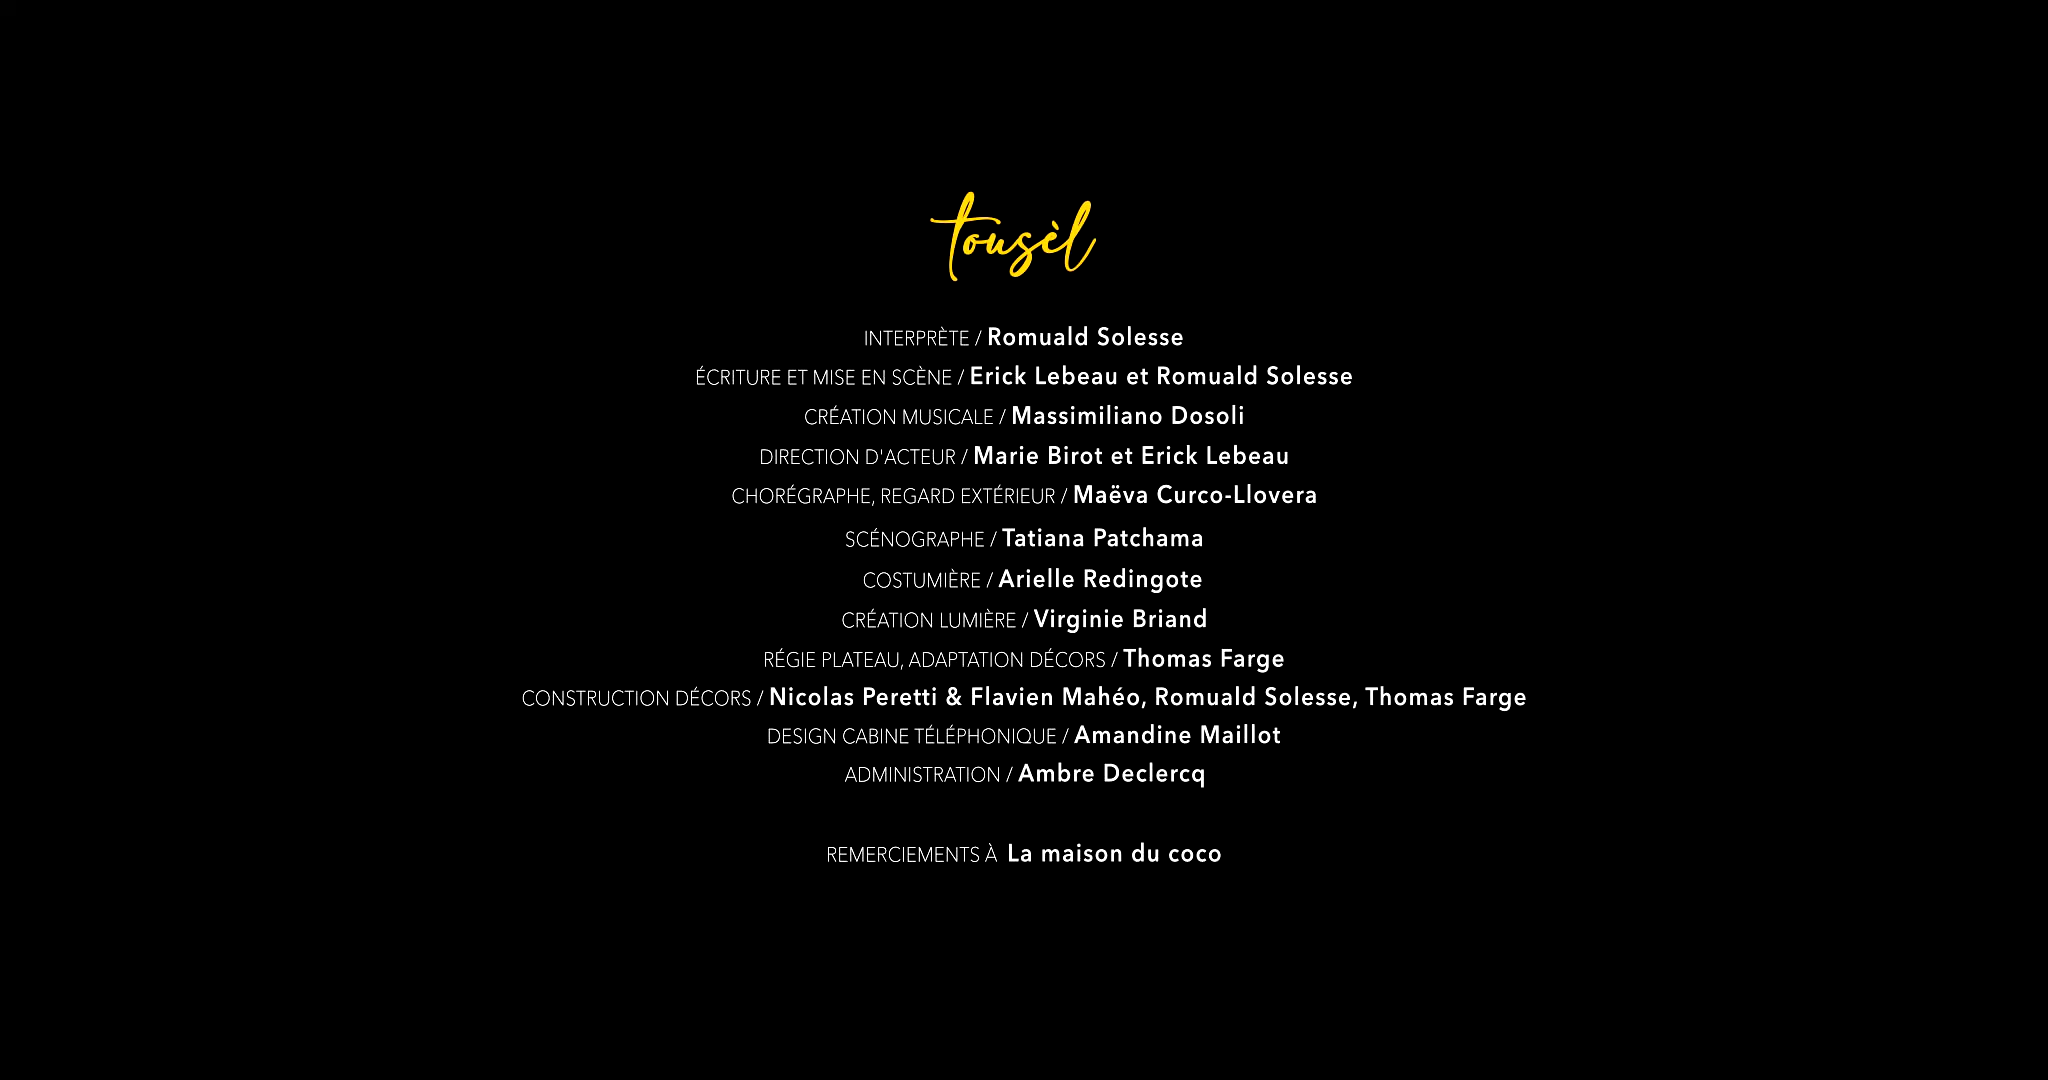 tousèl
INTERPRÈTE / Romuald Solesse
ÉCRITURE ET MISE EN SCÈNE / Erick Lebeau et Romuald Solesse
CRÉATION MUSICALE / Massimiliano Dosoli
DIRECTION D'ACTEUR / Marie Birot et Erick Lebeau
CHORÉGRAPHE, REGARD EXTÉRIEUR / Maëva Curco-Llovera
SCÉNOGRAPHE / Tatiana Patchama
COSTUMIÈRE / Arielle Redingote
CRÉATION LUMIÈRE / Virginie Briand
RÉGIE PLATEAU, ADAPTATION DÉCORS / Thomas Farge
CONSTRUCTION DÉCORS / Nicolas Peretti & Flavien Mahéo, Romuald Solesse, Thomas Farge
DESIGN CABINE TÉLÉPHONIQUE / Amandine Maillot
ADMINISTRATION / Ambre Declercq
REMERCIEMENTS À La maison du coco